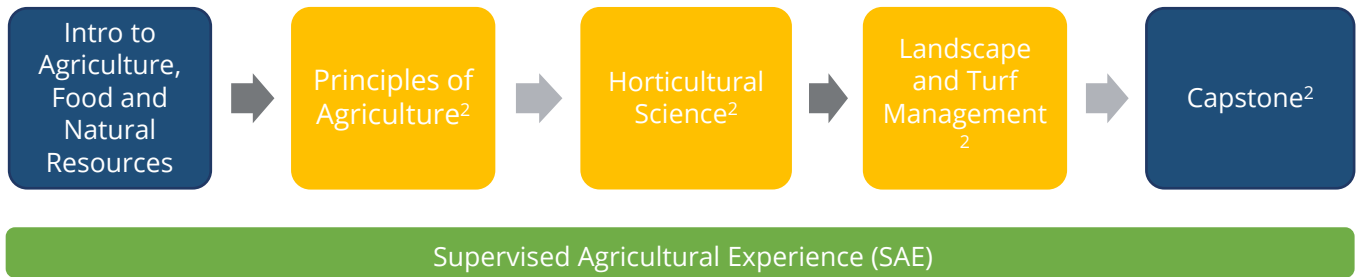 Intro to
Agriculture,
Food and
Natural
Resources
Principles of
Agriculture²
Horticultural
Science²
Landscape
and Turf
Management
²
Capstone²
Supervised Agricultural Experience (SAE)